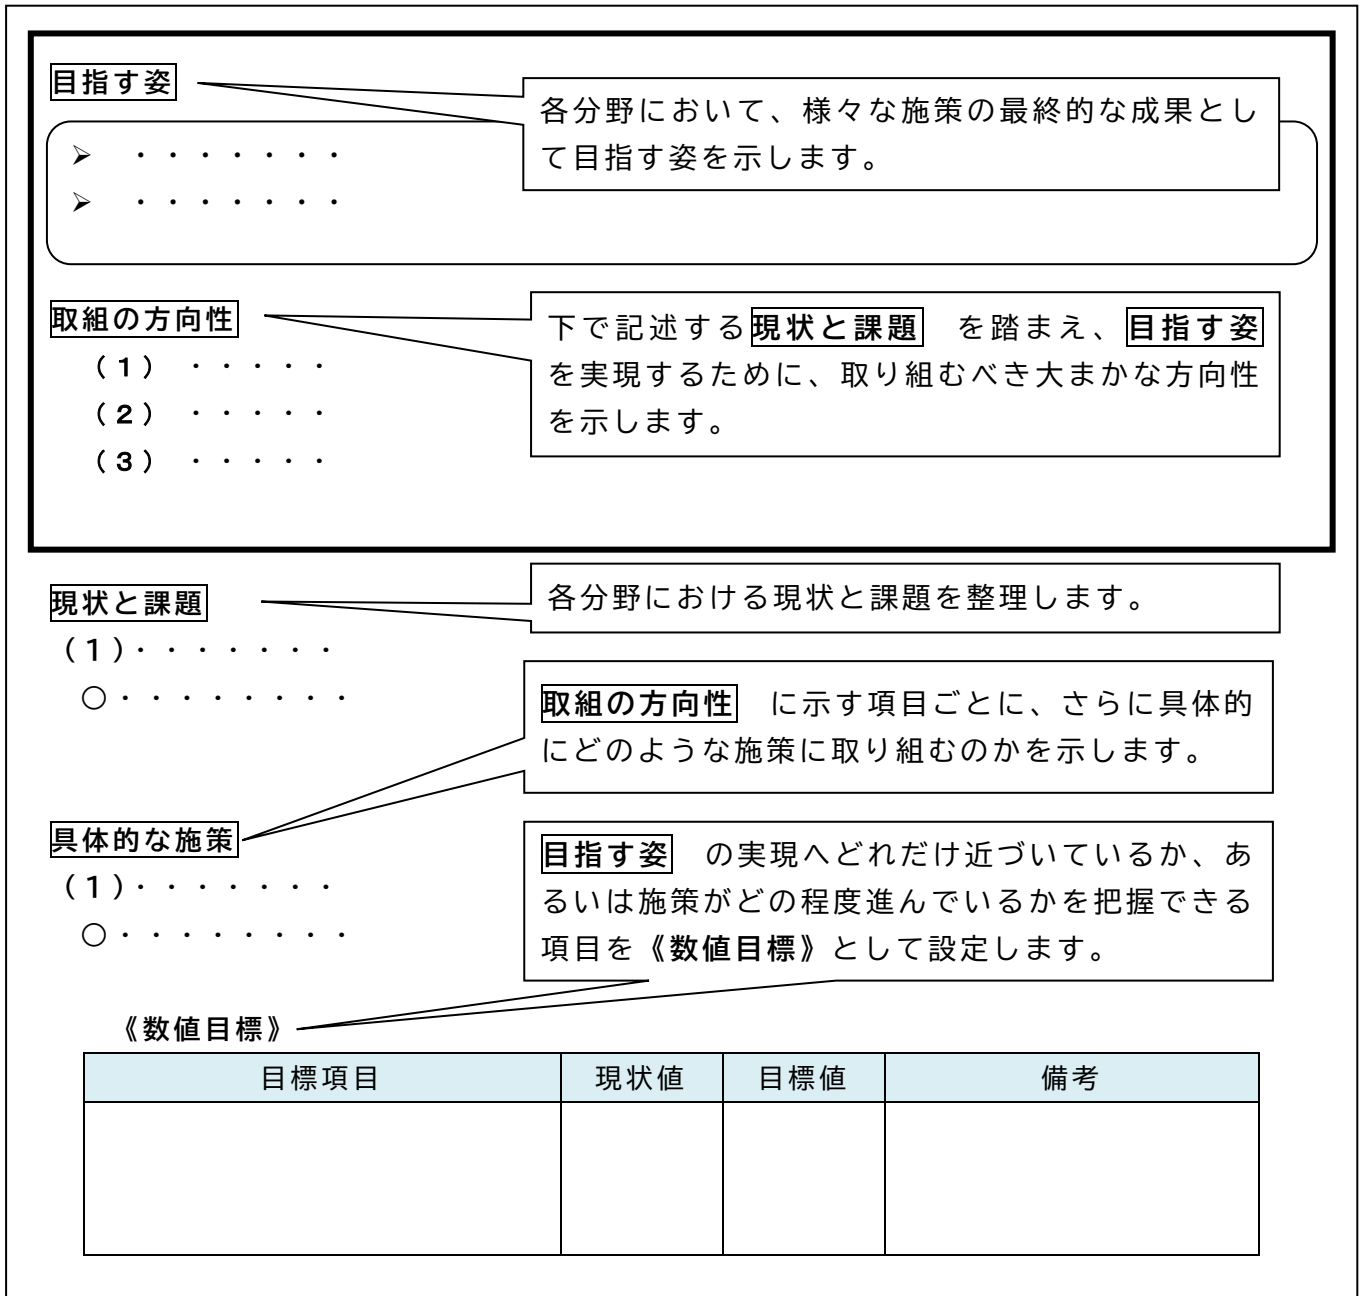 目指す姿
各分野において、様々な施策の最終的な成果とし
て目指す姿を示します。
➢ ・・・・・・・
➢ ・・・・・・・
取組の方向性
下で記述する現状と課題　を踏まえ、目指す姿
を実現するために、取り組むべき大まかな方向性
を示します。
（１） ・・・・・
（２） ・・・・・
（３） ・・・・・
現状と課題
各分野における現状と課題を整理します。
（１）・・・・・・・
○・・・・・・・・
取組の方向性　に示す項目ごとに、さらに具体的
にどのような施策に取り組むのかを示します。
具体的な施策
（１）・・・・・・・
○・・・・・・・・
目指す姿　の実現へどれだけ近づいているか、あ
るいは施策がどの程度進んでいるかを把握できる
項目を《数値目標》として設定します。
《数値目標》
目標項目 現状値 目標値 備考